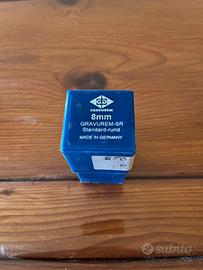 GRAVUREM
8mm
GRAVUREM-SR
Standard-rund
MADE IN GERMANY
subito